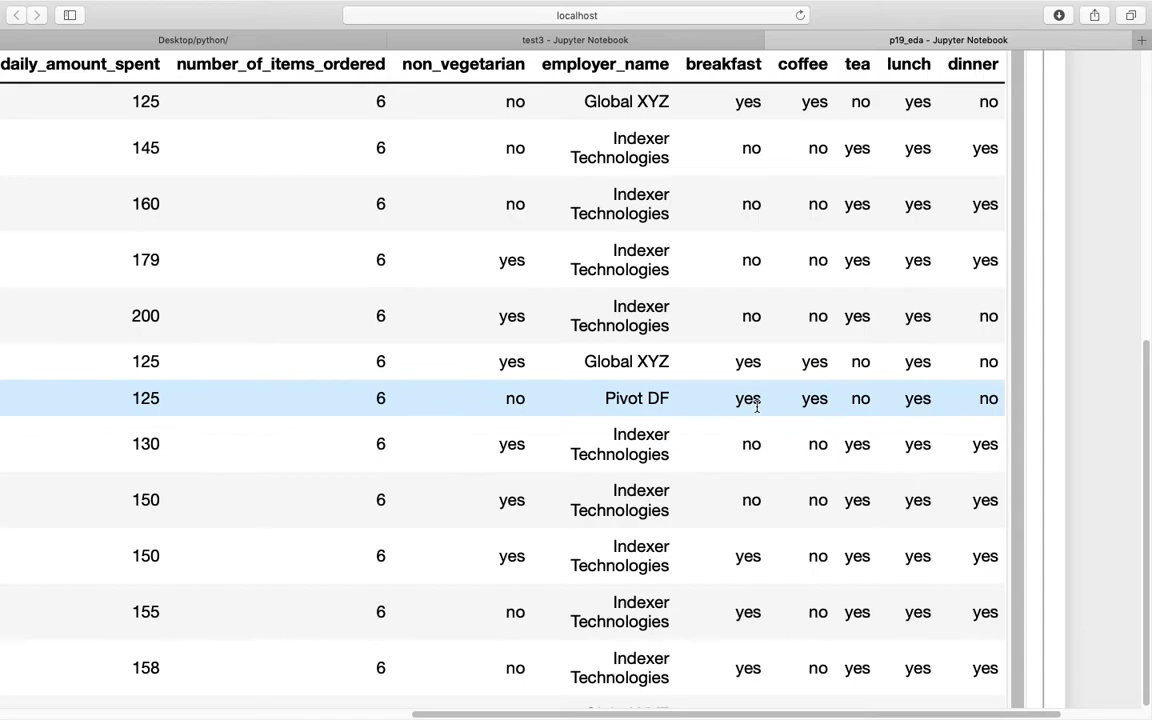 localhost
Desktop/python/ test3 - Jupyter Notebook p19_eda - Jupyter Notebook
daily_amount_spent number_of_items_ordered non_vegetarian employer_name breakfast coffee tea lunch dinner
125 6 no Global XYZ yes yes no yes no
145 6 no Indexer Technologies no no yes yes yes
160 6 no Indexer Technologies no no yes yes yes
179 6 yes Indexer Technologies no no yes yes yes
200 6 yes Indexer Technologies no no yes yes no
125 6 yes Global XYZ yes yes no yes no
125 6 no Pivot DF yes yes no yes no
130 6 yes Indexer Technologies no no yes yes yes
150 6 yes Indexer Technologies no no yes yes yes
150 6 yes Indexer Technologies yes no yes yes yes
155 6 no Indexer Technologies yes no yes yes yes
158 6 no Indexer Technologies yes no yes yes yes